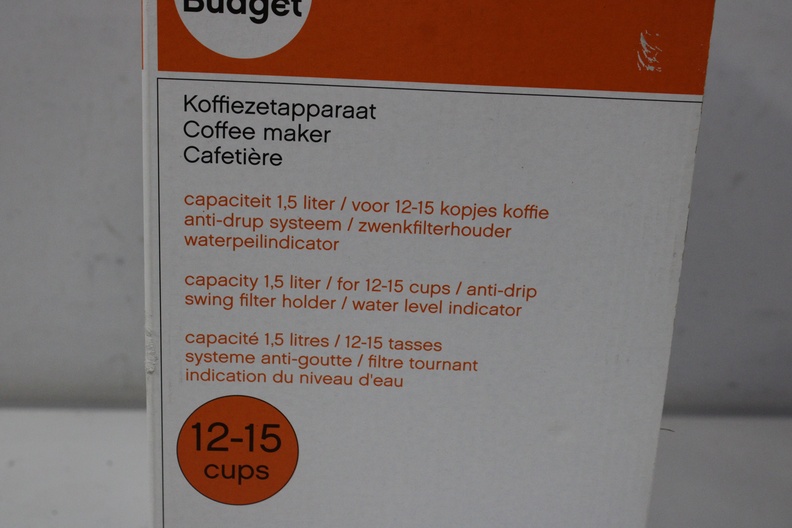 Budget
Koffiezetapparaat
Coffee maker
Cafetière
capaciteit 1,5 liter / voor 12-15 kopjes koffie
anti-drup systeem / zwenkfilterhouder
waterpeilindicator
capacity 1,5 liter / for 12-15 cups / anti-drip
swing filter holder / water level indicator
capacité 1,5 litres / 12-15 tasses
systeme anti-goutte / filtre tournant
indication du niveau d'eau
12-15
cups